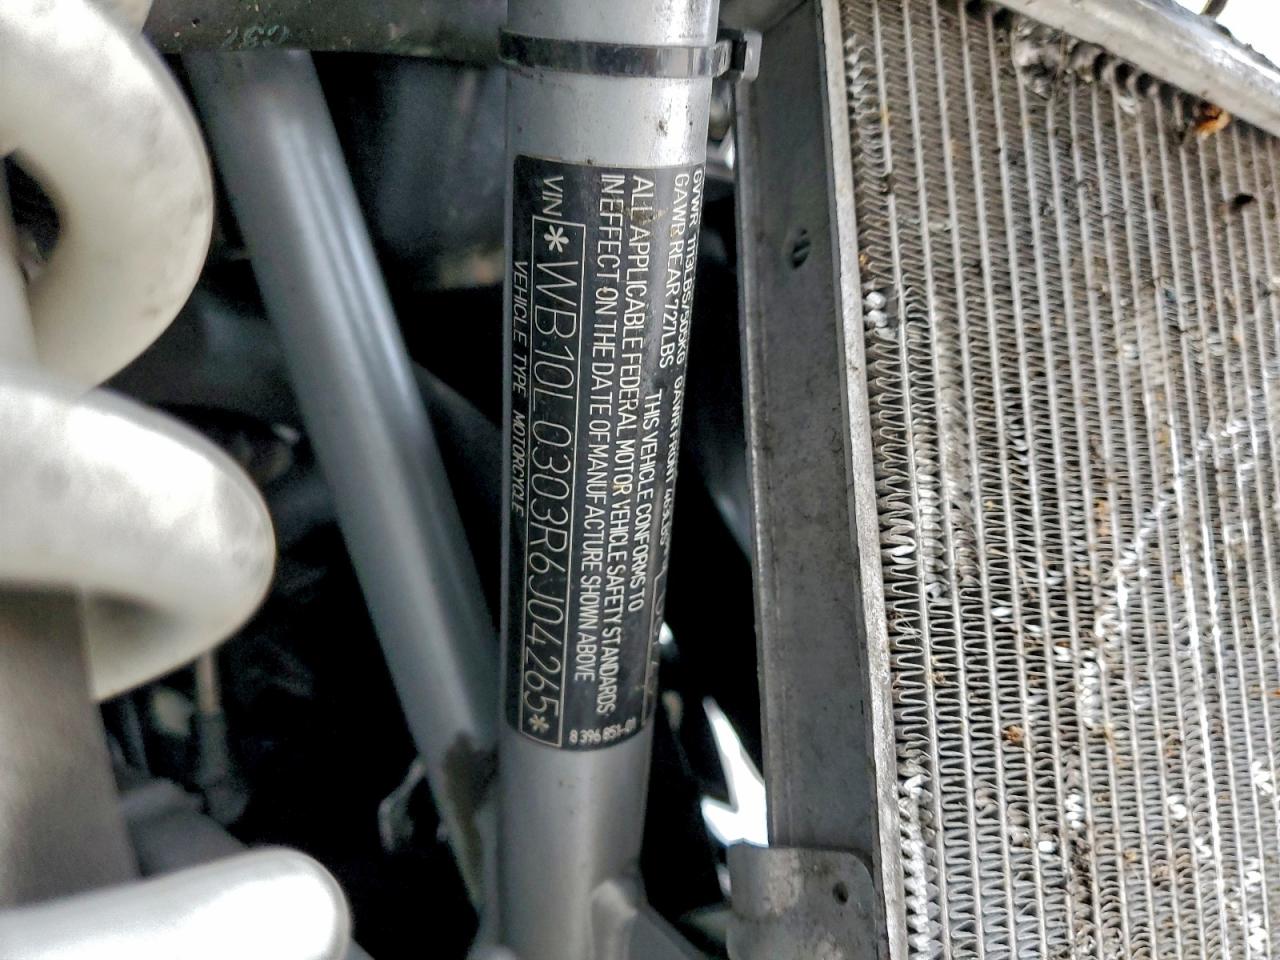 GVWR 1113LBS/505KG GAWR FRONT
GAWR REAR 727LBS THIS VEHICLE CONFORMS TO
ALL APPLICABLE FEDERAL MOTOR VEHICLE SAFETY STANDARDS
IN EFFECT ON THE DATE OF MANUFACTURE SHOWN ABOVE
VIN *WB10L0303R6J04265*
VEHICLE TYPE MOTORCYCLE
8 396 851-01